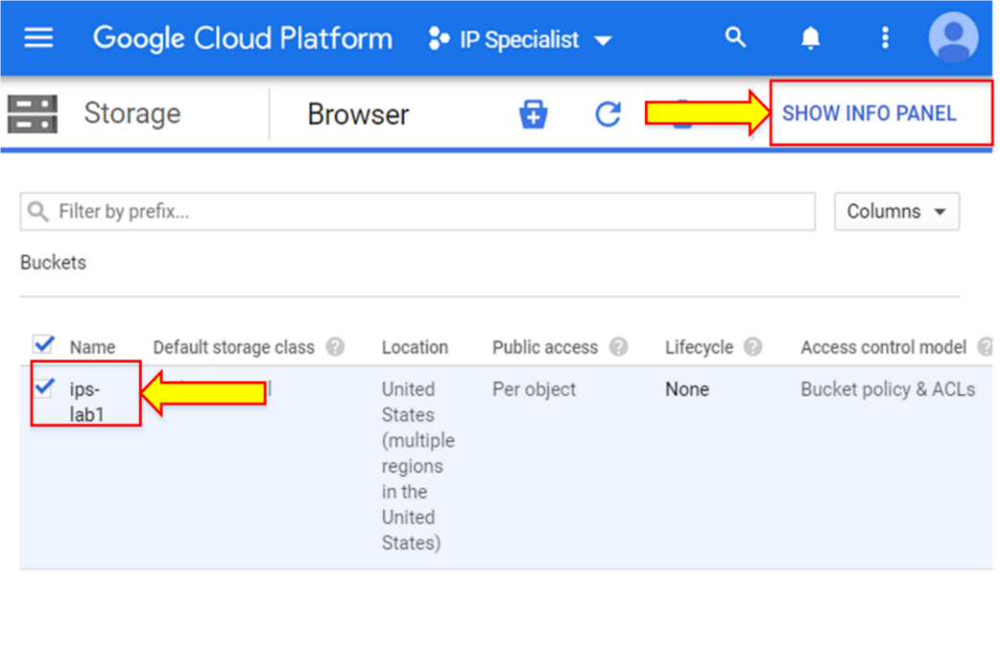 Google Cloud Platform IP Specialist
Storage Browser SHOW INFO PANEL
Filter by prefix... Columns
Buckets
Name Default storage class Location Public access Lifecycle Access control model
ips- United Per object None Bucket policy & ACLs
lab1 States
(multiple
regions
in the
United
States)